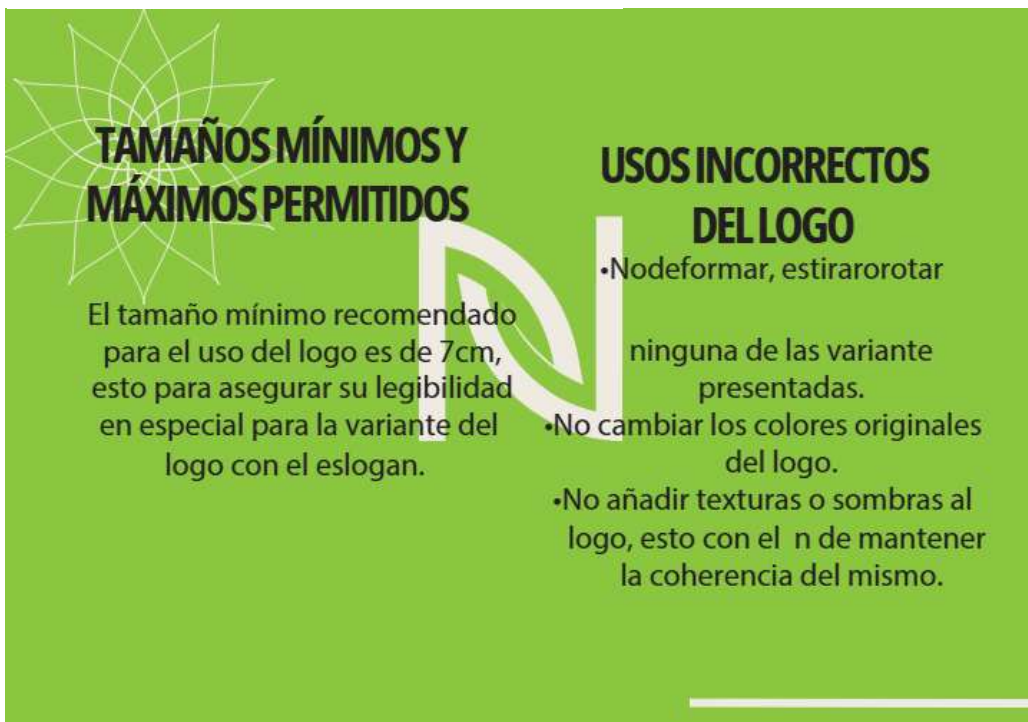 TAMAÑOS MÍNIMOS Y
MÁXIMOS PERMITIDOS
El tamaño mínimo recomendado
para el uso del logo es de 7cm,
esto para asegurar su legibilidad
en especial para la variante del
logo con el eslogan.
USOS INCORRECTOS
DEL LOGO
•Nodeformar, estirarorotar
ninguna de las variante
presentadas.
•No cambiar los colores originales
del logo.
•No añadir texturas o sombras al
logo, esto con el n de mantener
la coherencia del mismo.